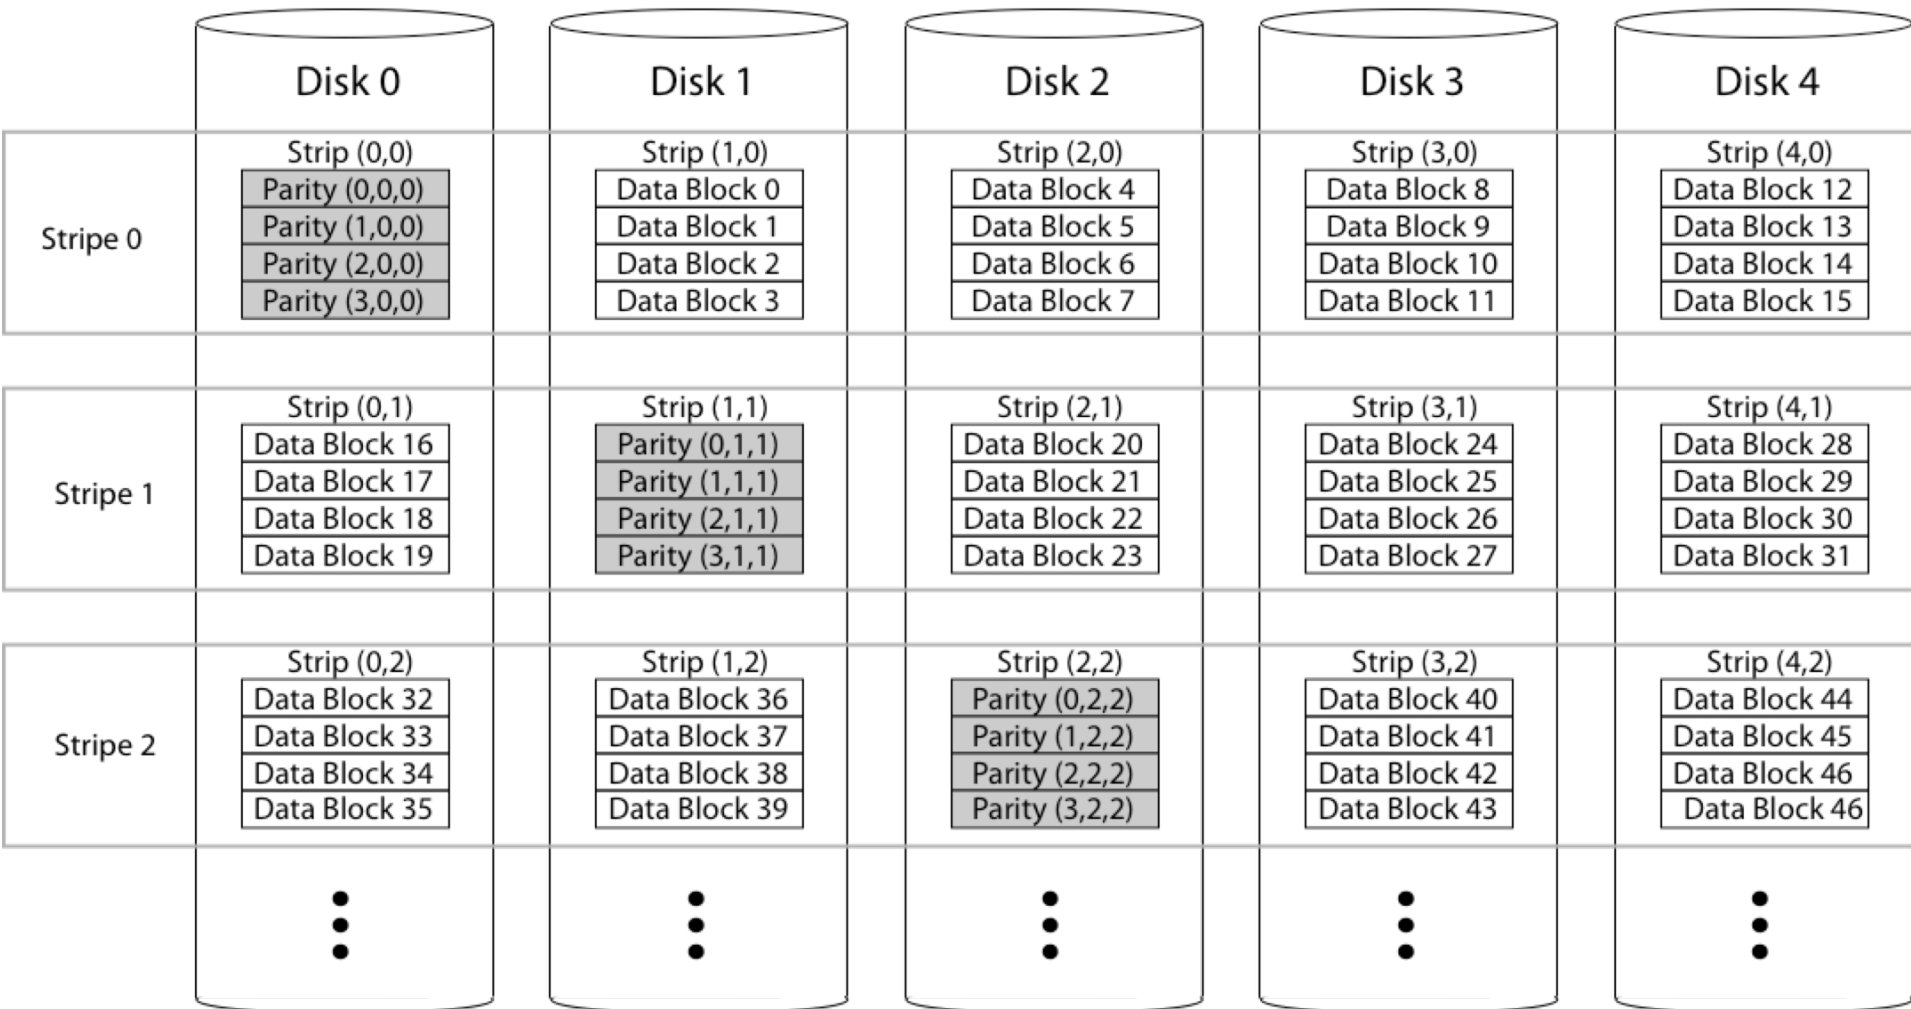 Disk 0 Disk 1 Disk 2 Disk 3 Disk 4
Strip (0,0) Strip (1,0) Strip (2,0) Strip (3,0) Strip (4,0)
Parity (0,0,0) Data Block 0 Data Block 4 Data Block 8 Data Block 12
Parity (1,0,0) Data Block 1 Data Block 5 Data Block 9 Data Block 13
Stripe 0
Parity (2,0,0) Data Block 2 Data Block 6 Data Block 10 Data Block 14
Parity (3,0,0) Data Block 3 Data Block 7 Data Block 11 Data Block 15
Strip (0,1) Strip (1,1) Strip (2,1) Strip (3,1) Strip (4,1)
Data Block 16 Parity (0,1,1) Data Block 20 Data Block 24 Data Block 28
Data Block 17 Parity (1,1,1) Data Block 21 Data Block 25 Data Block 29
Stripe 1
Data Block 18 Parity (2,1,1) Data Block 22 Data Block 26 Data Block 30
Data Block 19 Parity (3,1,1) Data Block 23 Data Block 27 Data Block 31
Strip (0,2) Strip (1,2) Strip (2,2) Strip (3,2) Strip (4,2)
Data Block 32 Data Block 36 Parity (0,2,2) Data Block 40 Data Block 44
Data Block 33 Data Block 37 Parity (1,2,2) Data Block 41 Data Block 45
Stripe 2
Data Block 34 Data Block 38 Parity (2,2,2) Data Block 42 Data Block 46
Data Block 35 Data Block 39 Parity (3,2,2) Data Block 43 Data Block 46